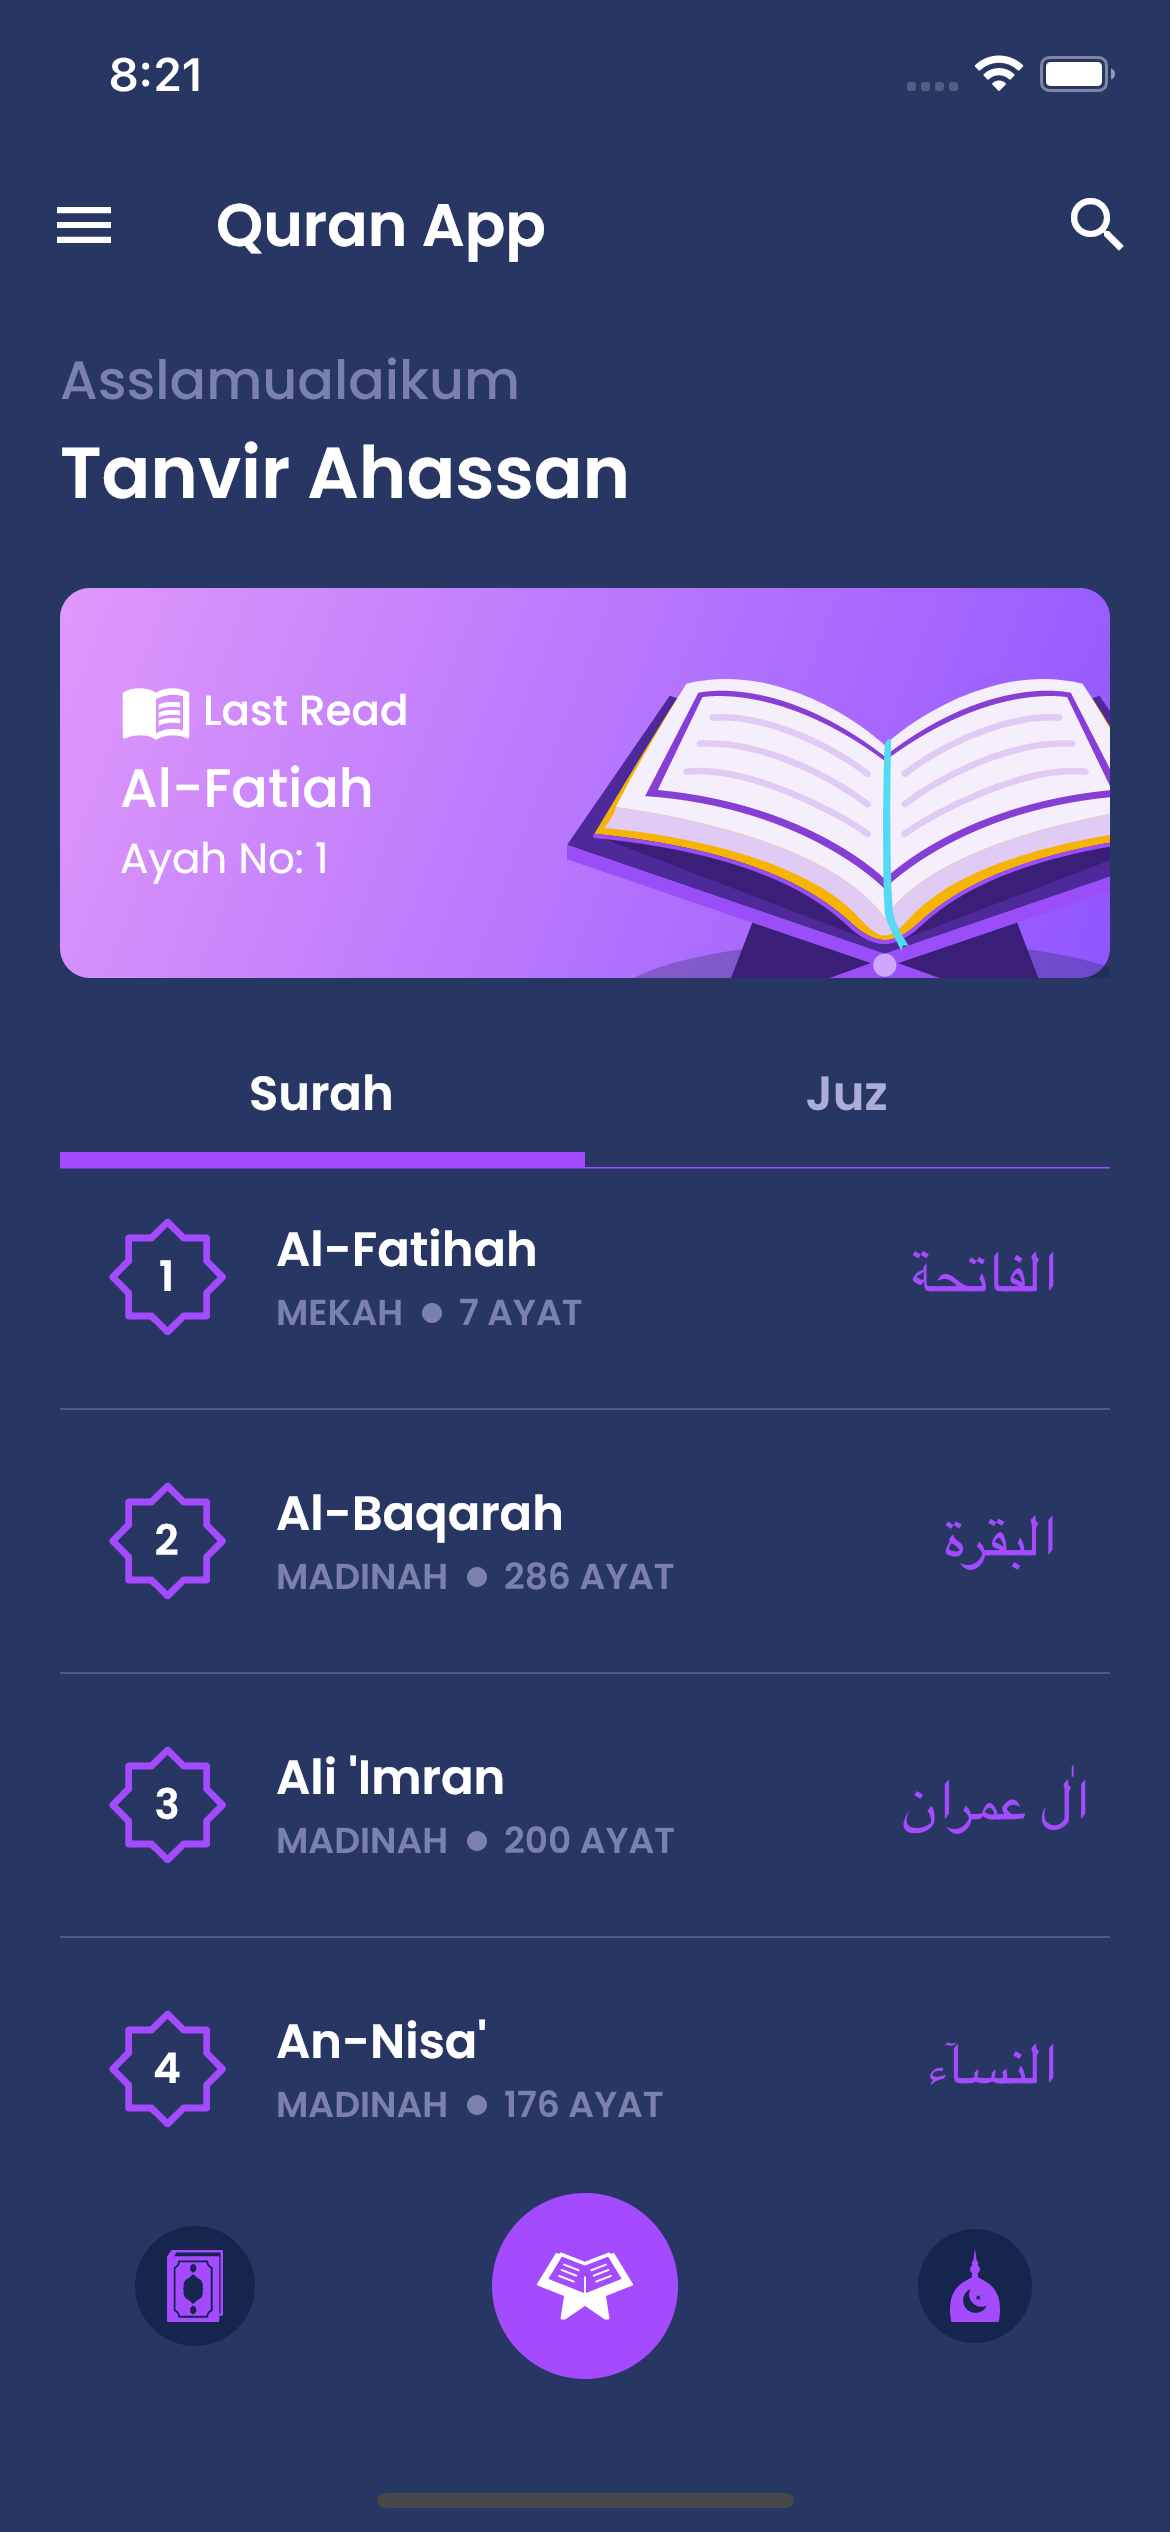 8:21
Quran App
Asslamualaikum
Tanvir Ahassan
Last Read
Al-Fatiah
Ayah No: 1
Surah
Juz
1
Al-Fatihah
MEKAH ● 7 AYAT
الفاتحة
2
Al-Baqarah
MADINAH ● 286 AYAT
البقرة
3
Ali 'Imran
MADINAH ● 200 AYAT
اٰل عمران
4
An-Nisa'
MADINAH ● 176 AYAT
النسآء